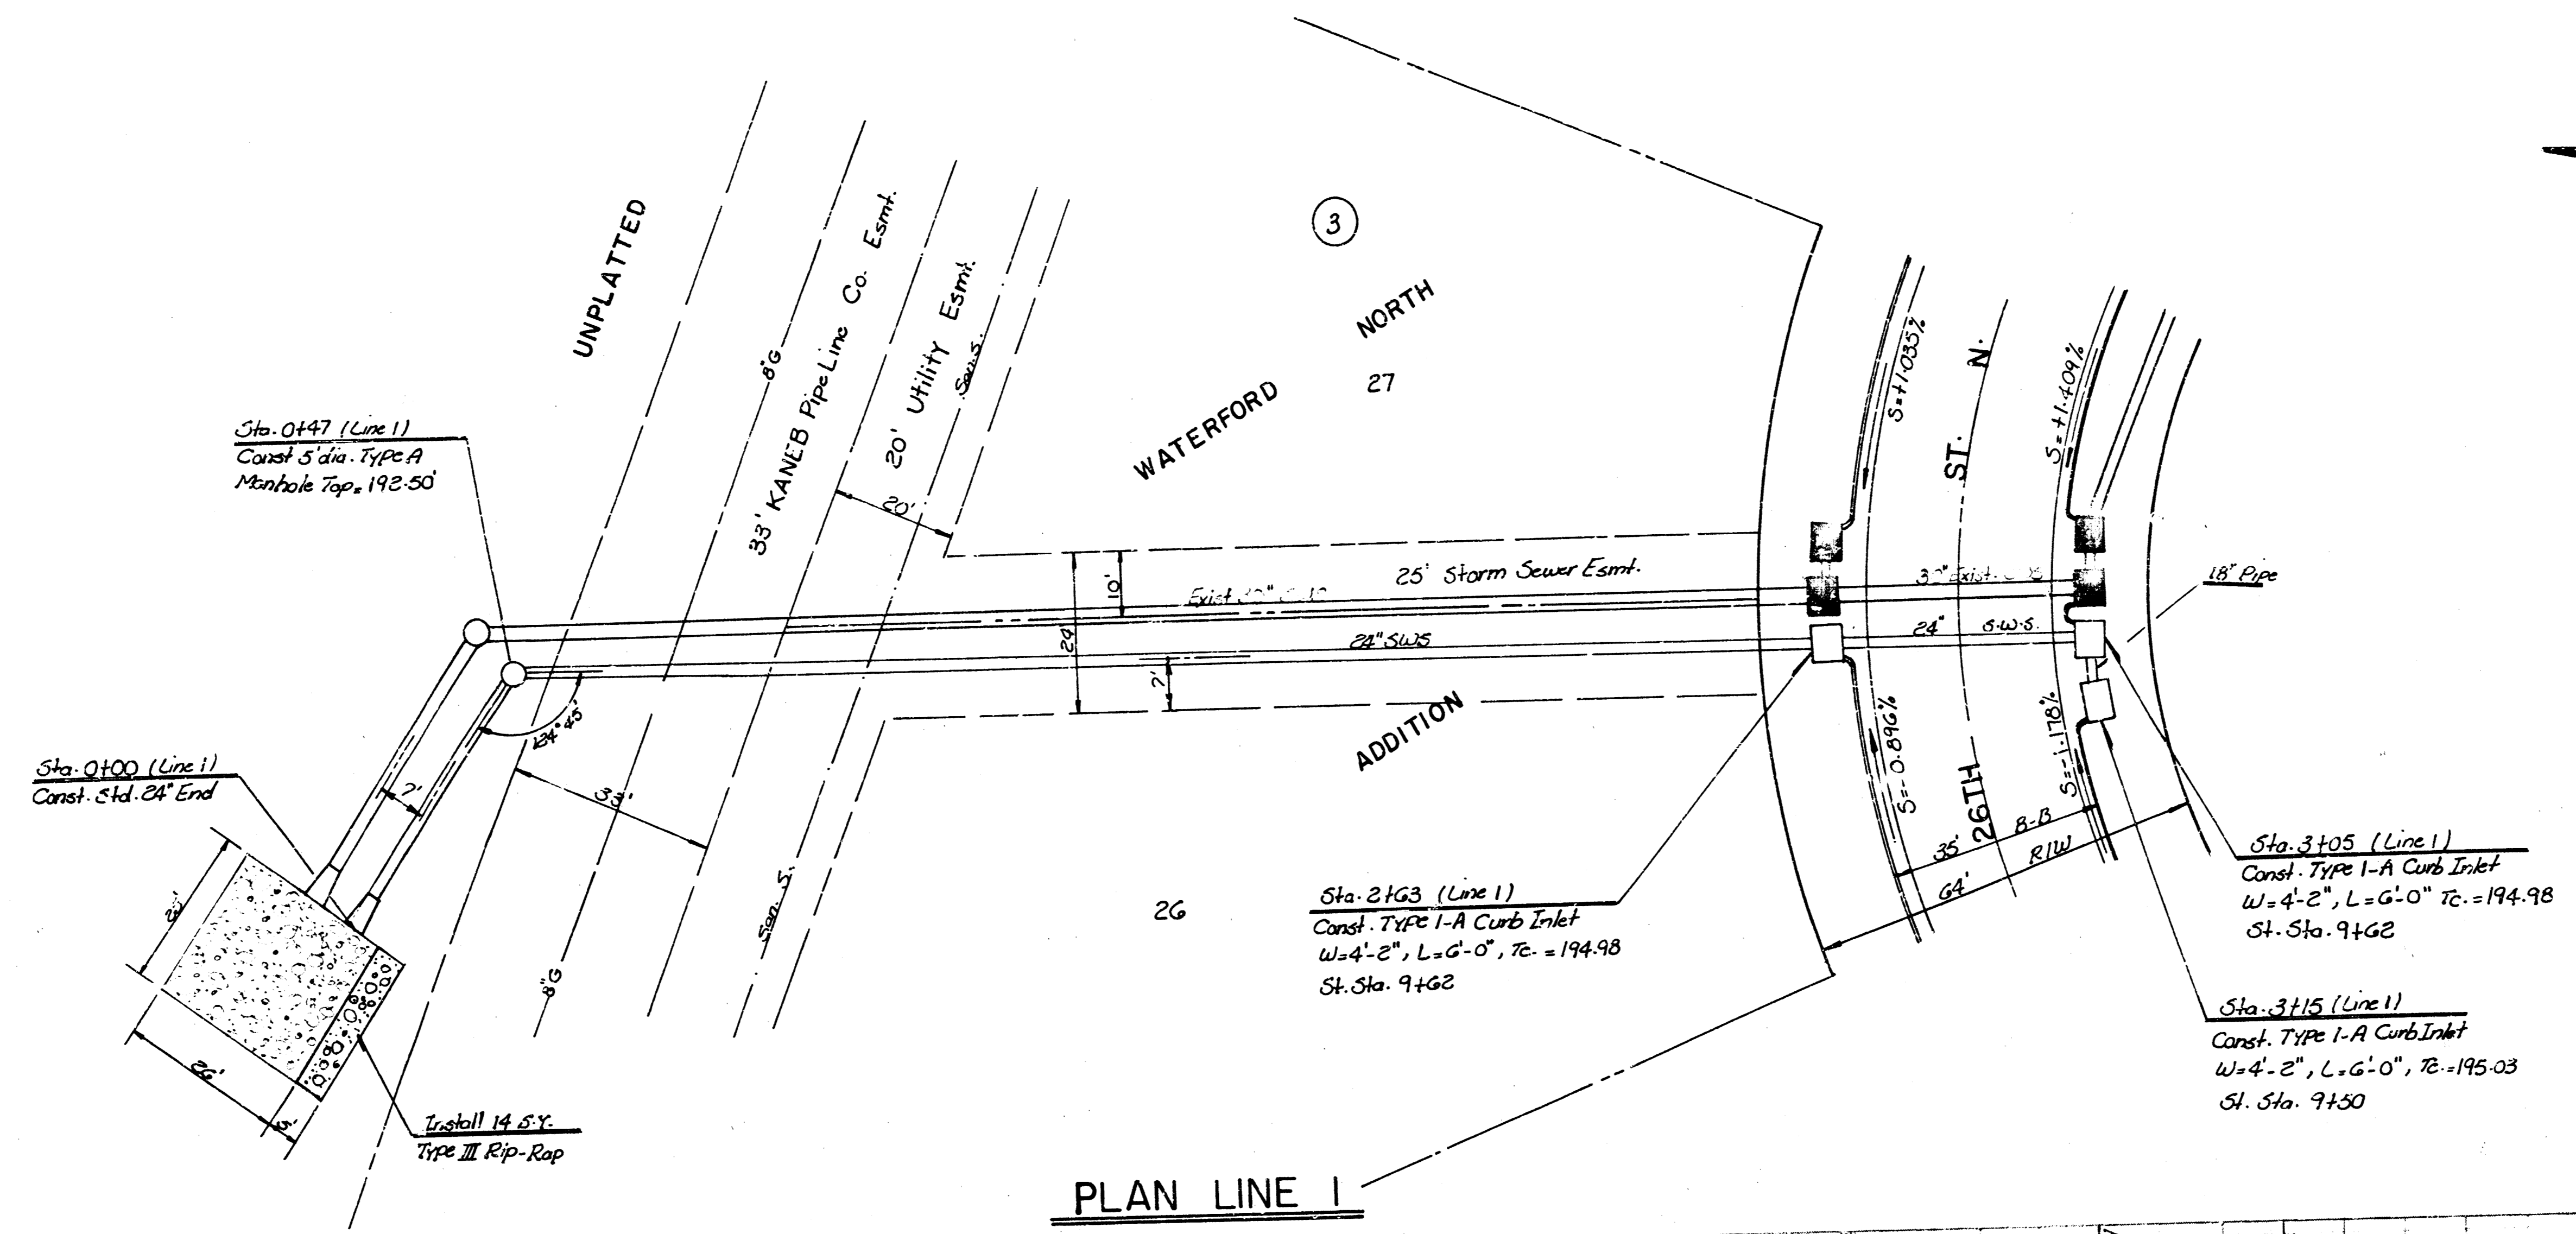 UNPLATTED
8"G
33' KANEB Pipe Line Co. Esmt.
20' Utility Esmt.
San. S.
20'
3
WATERFORD NORTH
27
Sta. 0+47 (Line 1)
Const 5' dia. Type A
Manhole Top = 192.50'
10'
25' Storm Sewer Esmt.
Exist. 30"
30" Exist.
24'
24" SWS
24" S.W.S.
7'
18" Pipe
ST. N.
S=+1.035%
S=+1.409%
124° 45'
ADDITION
S=-0.896%
S=-1.178%
26TH
Sta. 0+00 (Line 1)
Const. Std. 24" End
7'
33'
35' B-B
64' R/W
26'
5'
Install 14 S.Y.
Type III Rip-Rap
8"G
San. S.
26
Sta. 2+63 (Line 1)
Const. Type 1-A Curb Inlet
W=4'-2", L=6'-0", Tc. = 194.98
St. Sta. 9+62
Sta. 3+05 (Line 1)
Const. Type 1-A Curb Inlet
W=4'-2", L=6'-0" Tc. = 194.98
St. Sta. 9+62
Sta. 3+15 (Line 1)
Const. Type 1-A Curb Inlet
W=4'-2", L=6'-0", Tc. = 195.03
St. Sta. 9+50
PLAN LINE 1